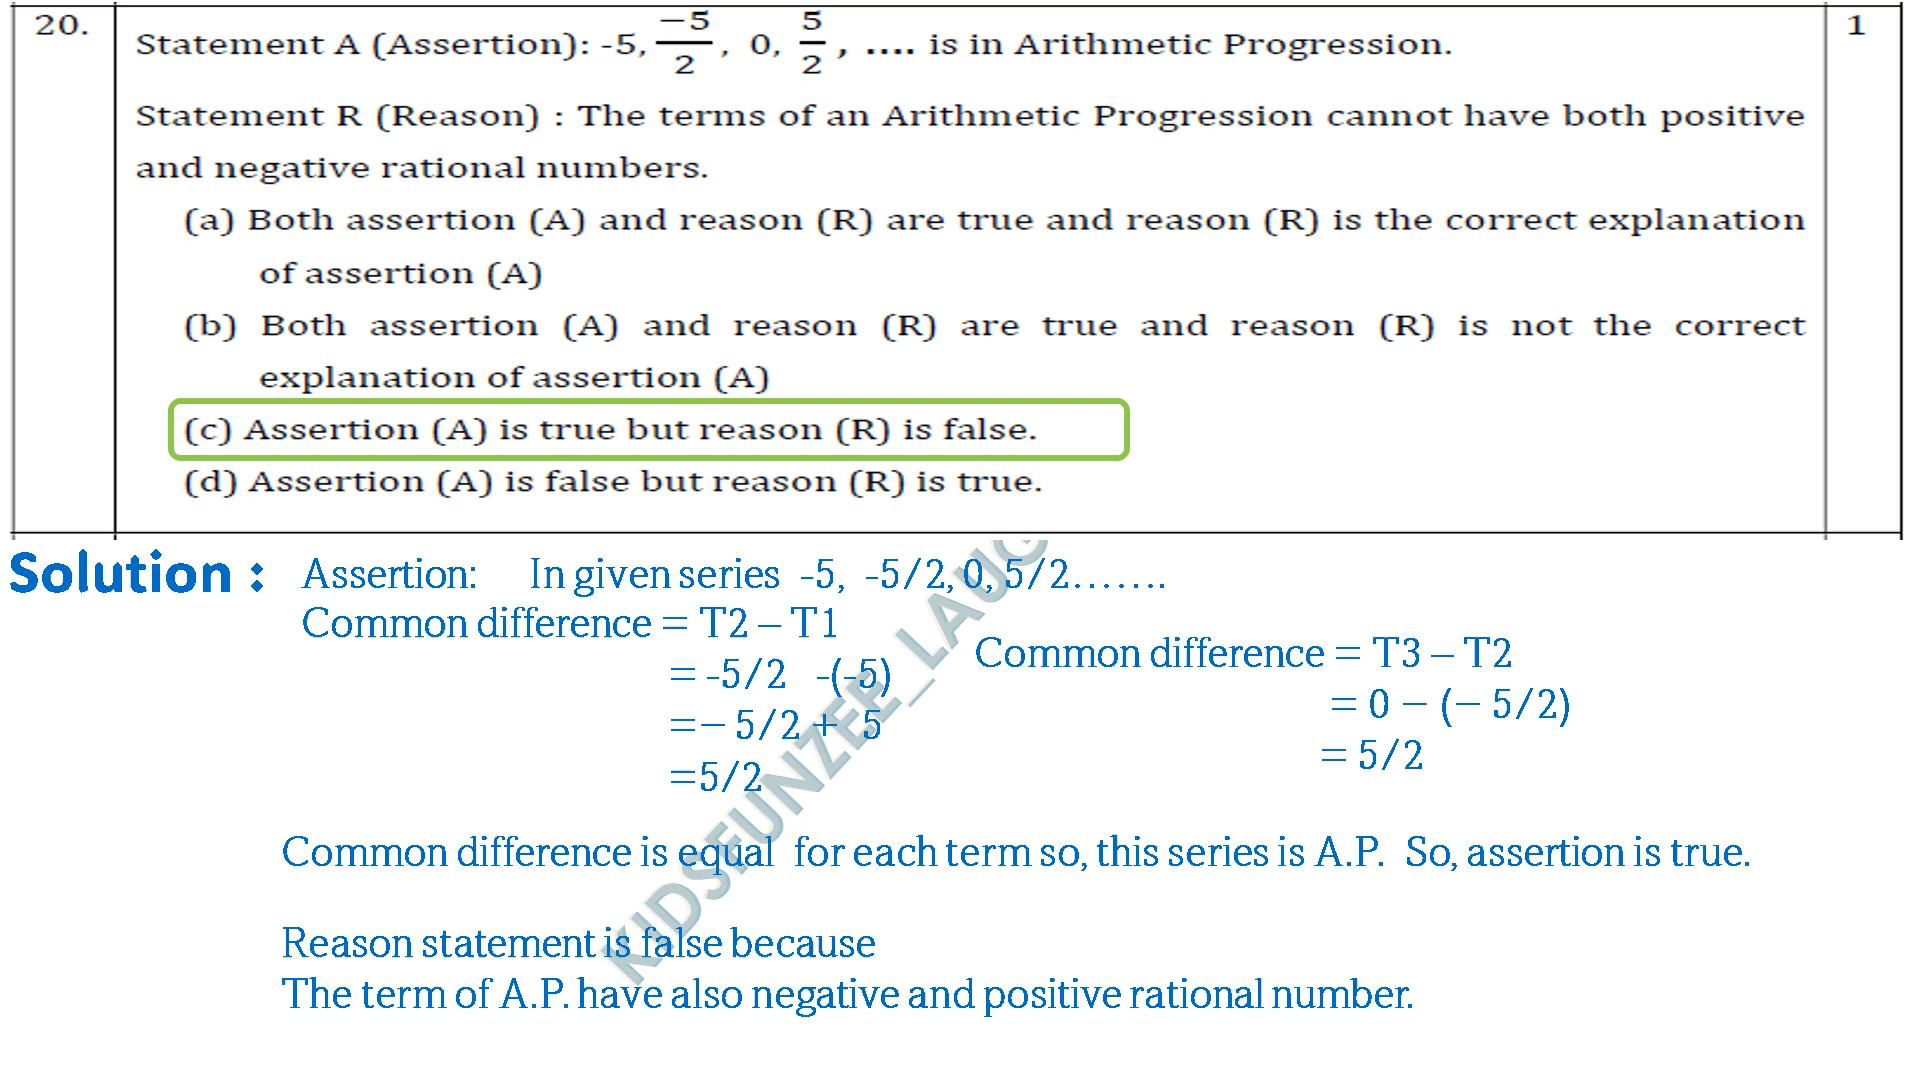 20.
Statement A (Assertion): -5, −5/2, 0, 5/2, .... is in Arithmetic Progression.
1
Statement R (Reason) : The terms of an Arithmetic Progression cannot have both positive
and negative rational numbers.
(a) Both assertion (A) and reason (R) are true and reason (R) is the correct explanation
of assertion (A)
(b) Both assertion (A) and reason (R) are true and reason (R) is not the correct
explanation of assertion (A)
(c) Assertion (A) is true but reason (R) is false.
(d) Assertion (A) is false but reason (R) is true.
Solution : Assertion: In given series -5, -5/2, 0, 5/2.......
Common difference = T2 – T1
= -5/2 -(-5)
=– 5/2 + 5
=5/2
Common difference = T3 – T2
= 0 – (– 5/2)
= 5/2
Common difference is equal for each term so, this series is A.P. So, assertion is true.
Reason statement is false because
The term of A.P. have also negative and positive rational number.
KIDSFUNZEE_LAUG